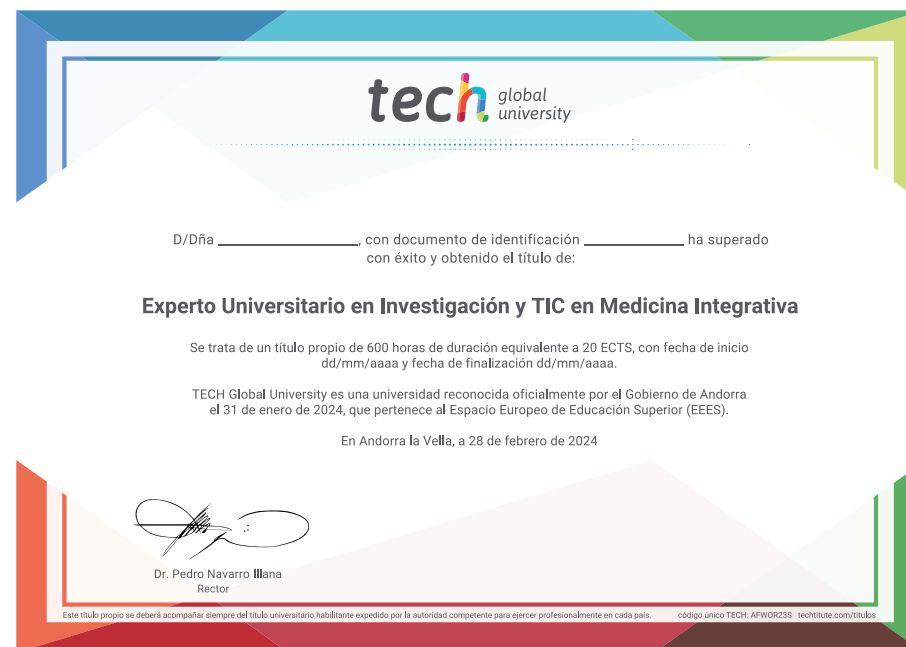 tech global university
D/Dña ____________________, con documento de identificación ______________ ha superado
con éxito y obtenido el título de:
Experto Universitario en Investigación y TIC en Medicina Integrativa
Se trata de un título propio de 600 horas de duración equivalente a 20 ECTS, con fecha de inicio
dd/mm/aaaa y fecha de finalización dd/mm/aaaa.
TECH Global University es una universidad reconocida oficialmente por el Gobierno de Andorra
el 31 de enero de 2024, que pertenece al Espacio Europeo de Educación Superior (EEES).
En Andorra la Vella, a 28 de febrero de 2024
Dr. Pedro Navarro Illana
Rector
Este título propio se deberá acompañar siempre del título universitario habilitante expedido por la autoridad competente para ejercer profesionalmente en cada país. código único TECH: AFWOR23S techtitute.com/titulos